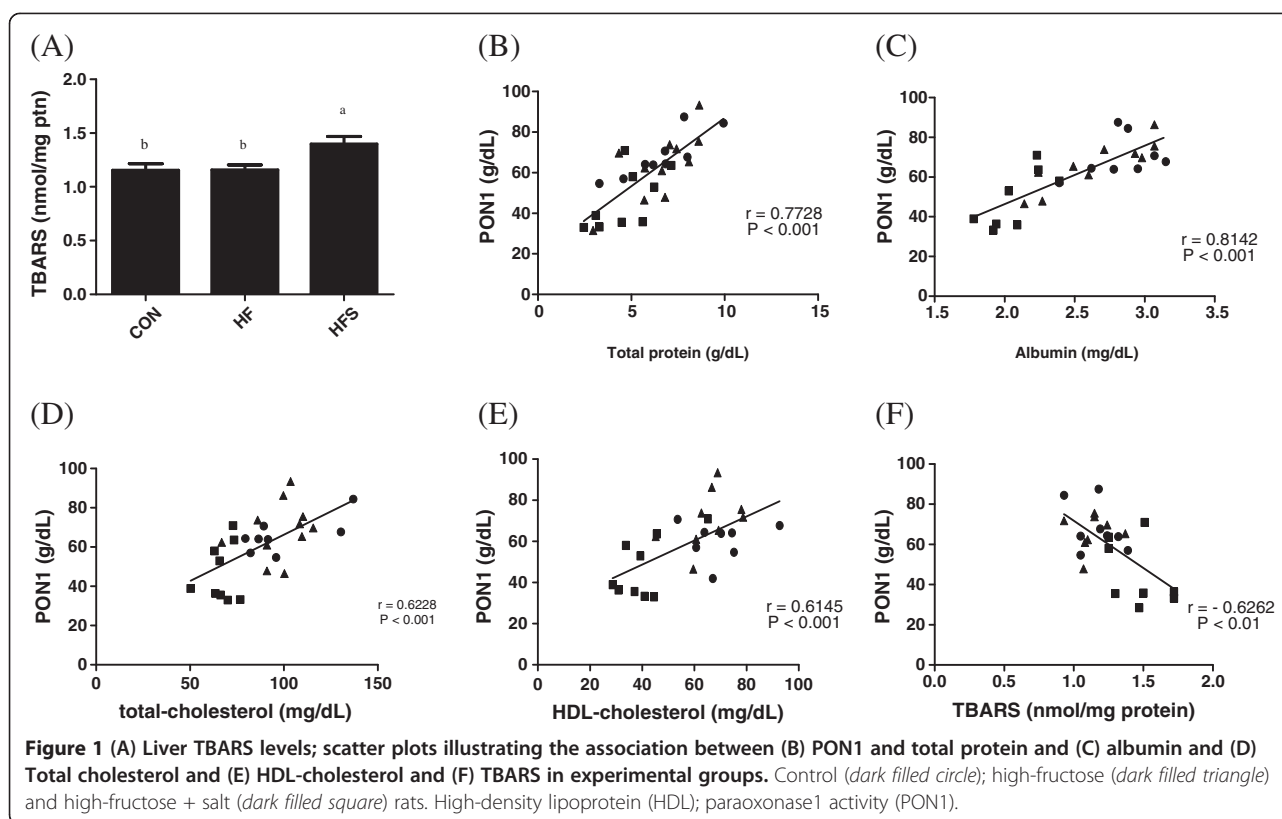 (A)
2.0
1.5
1.0
0.5
0.0
TBARS (nmol/mg ptn)
b
b
a
CON
HF
HFS
(B)
100
80
60
40
20
0
PON1 (g/dL)
r = 0.7728
P < 0.001
0
5
10
15
Total protein (g/dL)
(C)
100
80
60
40
20
0
PON1 (g/dL)
r = 0.8142
P < 0.001
1.5
2.0
2.5
3.0
3.5
Albumin (mg/dL)
(D)
100
80
60
40
20
0
PON1 (g/dL)
r = 0.6228
P < 0.001
0
50
100
150
total-cholesterol (mg/dL)
(E)
100
80
60
40
20
0
PON1 (g/dL)
r = 0.6145
P < 0.001
0
20
40
60
80
100
HDL-cholesterol (mg/dL)
(F)
100
80
60
40
20
0
PON1 (g/dL)
r = - 0.6262
P < 0.01
0.0
0.5
1.0
1.5
2.0
TBARS (nmol/mg protein)
Figure 1 (A) Liver TBARS levels; scatter plots illustrating the association between (B) PON1 and total protein and (C) albumin and (D)
Total cholesterol and (E) HDL-cholesterol and (F) TBARS in experimental groups. Control (dark filled circle); high-fructose (dark filled triangle)
and high-fructose + salt (dark filled square) rats. High-density lipoprotein (HDL); paraoxonase1 activity (PON1).